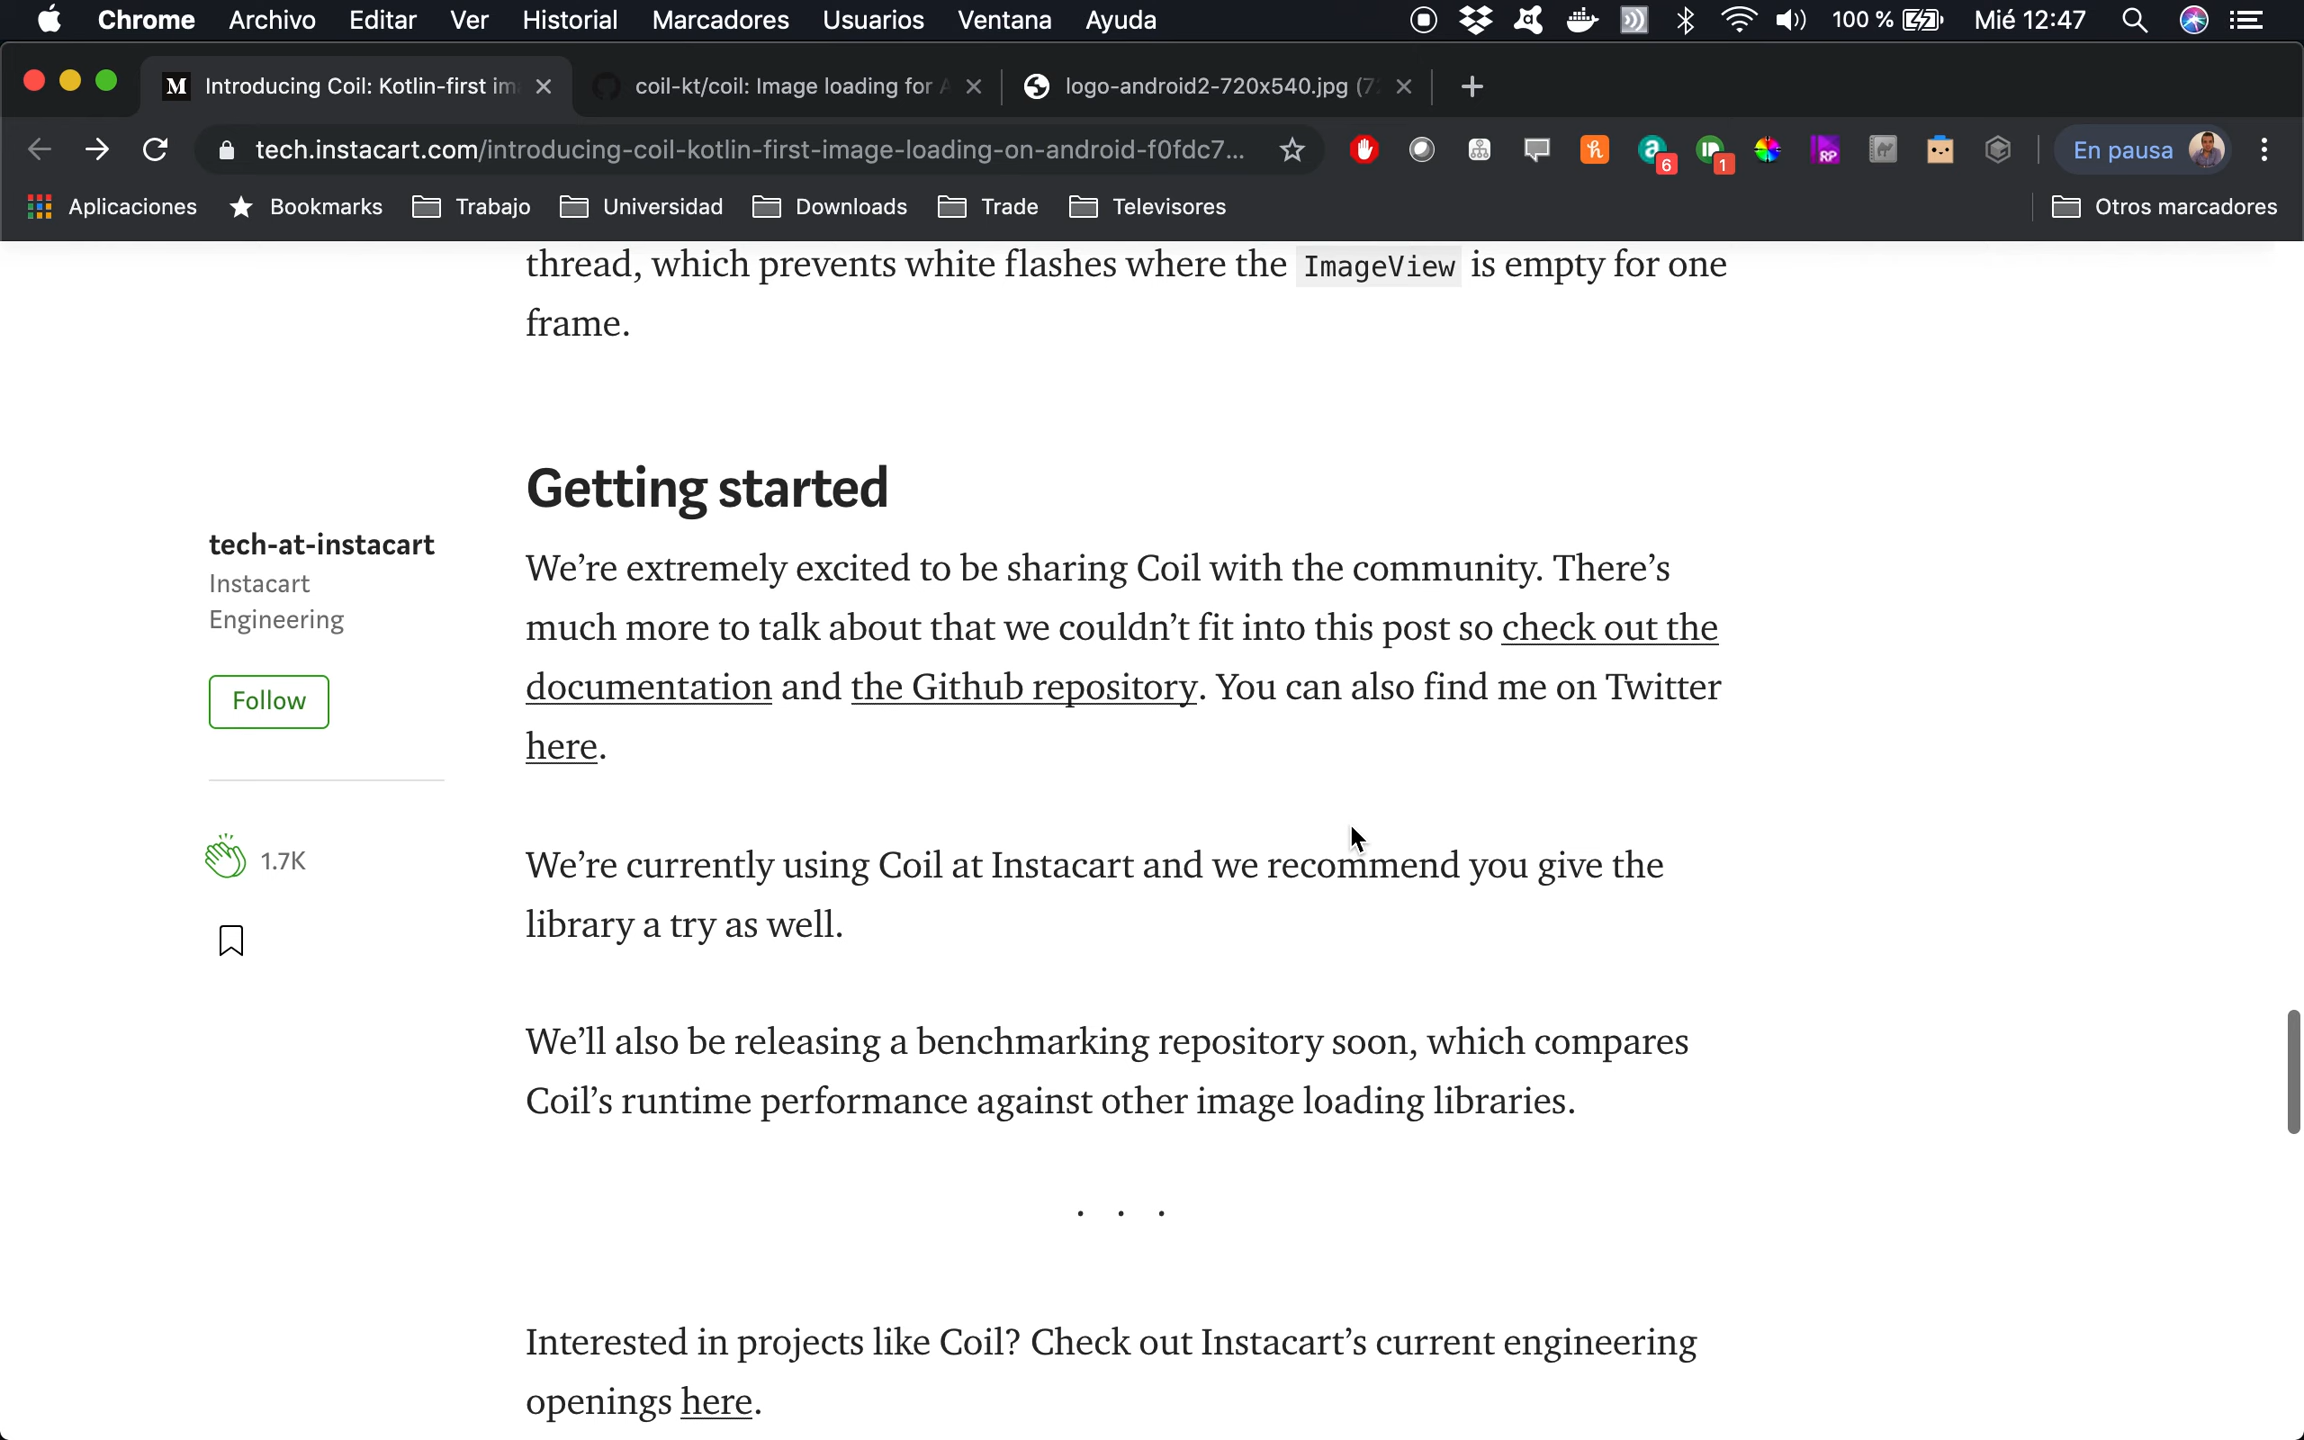 Chrome Archivo Editar Ver Historial Marcadores Usuarios Ventana Ayuda 100 % Mié 12:47
M Introducing Coil: Kotlin-first im coil-kt/coil: Image loading for A logo-android2-720x540.jpg (72
tech.instacart.com/introducing-coil-kotlin-first-image-loading-on-android-f0fdc7... h a 6 1 RP En pausa
Aplicaciones Bookmarks Trabajo Universidad Downloads Trade Televisores Otros marcadores
thread, which prevents white flashes where the ImageView is empty for one
frame.
Getting started
tech-at-instacart
Instacart
Engineering
Follow
1.7K
We’re extremely excited to be sharing Coil with the community. There’s
much more to talk about that we couldn’t fit into this post so check out the
documentation and the Github repository. You can also find me on Twitter
here.
We’re currently using Coil at Instacart and we recommend you give the
library a try as well.
We’ll also be releasing a benchmarking repository soon, which compares
Coil’s runtime performance against other image loading libraries.
. . .
Interested in projects like Coil? Check out Instacart’s current engineering
openings here.